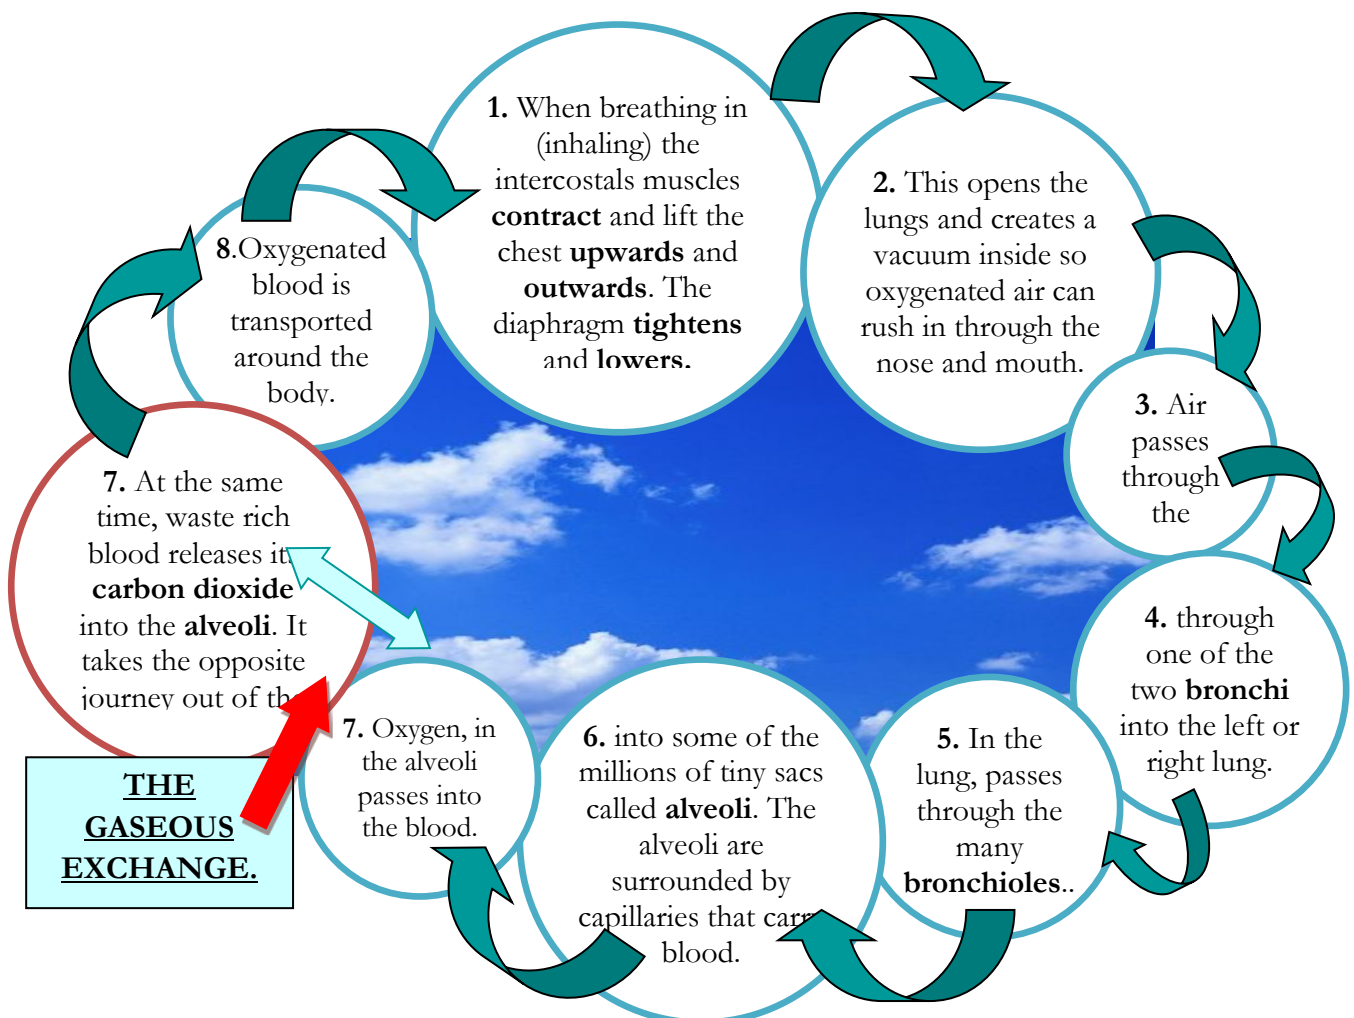 1. When breathing in
(inhaling) the
intercostals muscles
contract and lift the
chest upwards and
outwards. The
diaphragm tightens
and lowers.
2. This opens the
lungs and creates a
vacuum inside so
oxygenated air can
rush in through the
nose and mouth.
3. Air
passes
through
the
4. through
one of the
two bronchi
into the left or
right lung.
5. In the
lung, passes
through the
many
bronchioles..
6. into some of the
millions of tiny sacs
called alveoli. The
alveoli are
surrounded by
capillaries that carry
blood.
7. Oxygen, in
the alveoli
passes into
the blood.
7. At the same
time, waste rich
blood releases its
carbon dioxide
into the alveoli. It
takes the opposite
journey out of the
8.Oxygenated
blood is
transported
around the
body.
THE
GASEOUS
EXCHANGE.